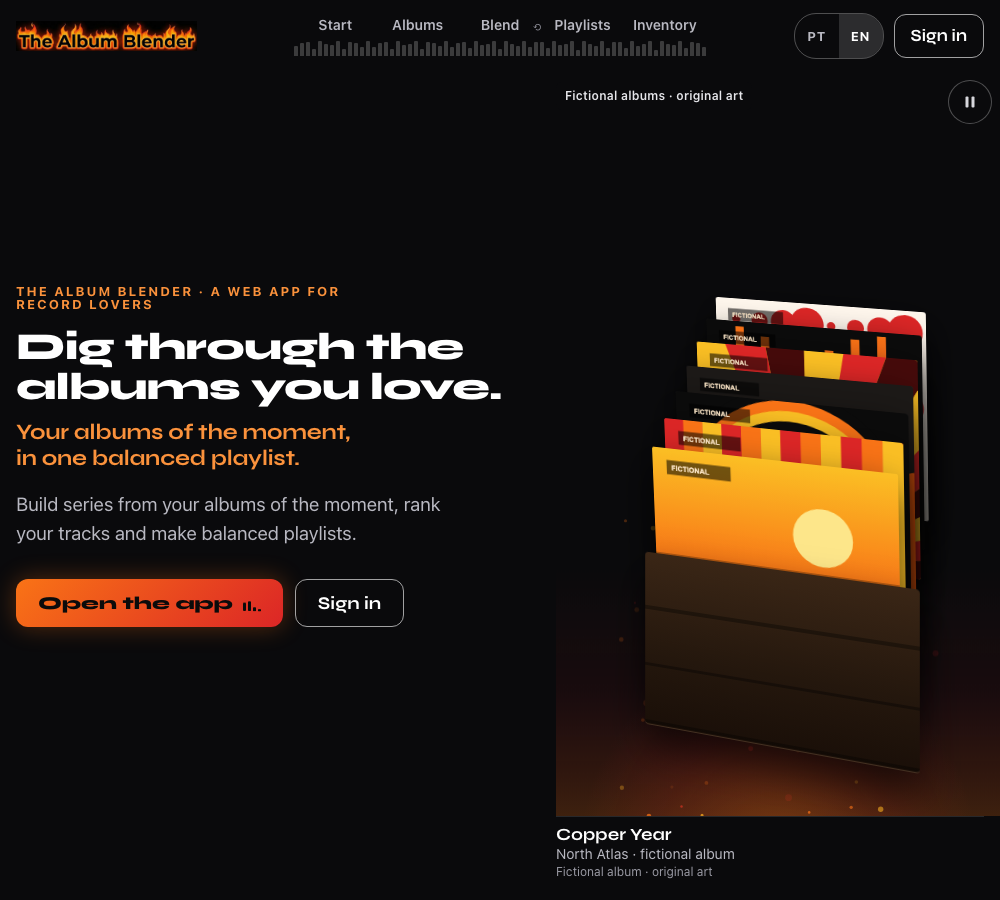 The Album Blender
Start Albums Blend Playlists Inventory
PT EN Sign in
Fictional albums · original art
THE ALBUM BLENDER · A WEB APP FOR
RECORD LOVERS
Dig through the
albums you love.
Your albums of the moment,
in one balanced playlist.
Build series from your albums of the moment, rank
your tracks and make balanced playlists.
Open the app
Sign in
FICTIONAL
FICTIONAL
FICTIONAL
FICTIONAL
FICTIONAL
FICTIONAL
FICTIONAL
Copper Year
North Atlas · fictional album
Fictional album · original art